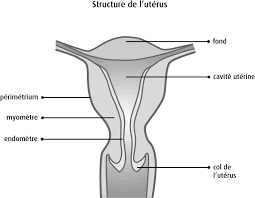 Structure de l'utérus
fond
cavité utérine
périmétrium
myomètre
endomètre
col de
l'utérus